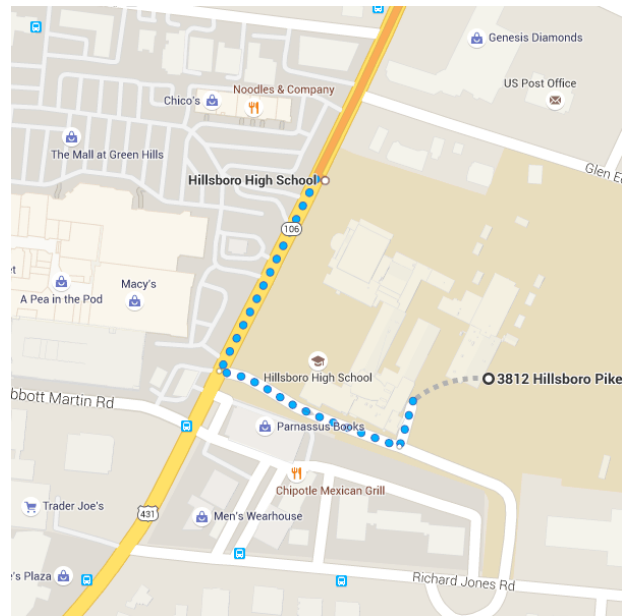 Genesis Diamonds
US Post Office
Noodles & Company
Chico's
The Mall at Green Hills
Glen E
Hillsboro High School
106
Macy's
A Pea in the Pod
et
Hillsboro High School
3812 Hillsboro Pike
bbott Martin Rd
Parnassus Books
Chipotle Mexican Grill
Trader Joe's
431
Men's Wearhouse
e's Plaza
Richard Jones Rd